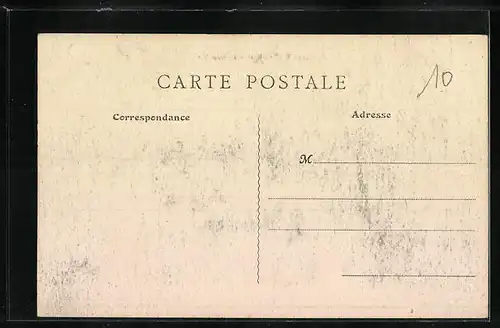 CARTE POSTALE
10
Correspondance
Adresse
M